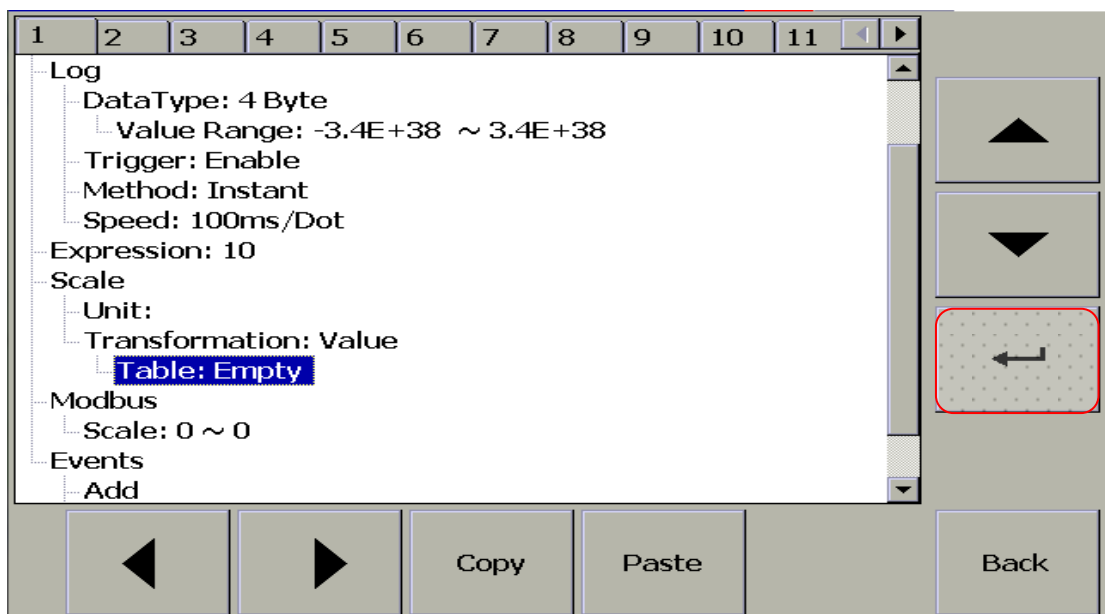 1 2 3 4 5 6 7 8 9 10 11
Log
DataType: 4 Byte
Value Range: -3.4E+38 ~ 3.4E+38
Trigger: Enable
Method: Instant
Speed: 100ms/Dot
Expression: 10
Scale
Unit:
Transformation: Value
Table: Empty
Modbus
Scale: 0 ~ 0
Events
Add
Copy Paste Back